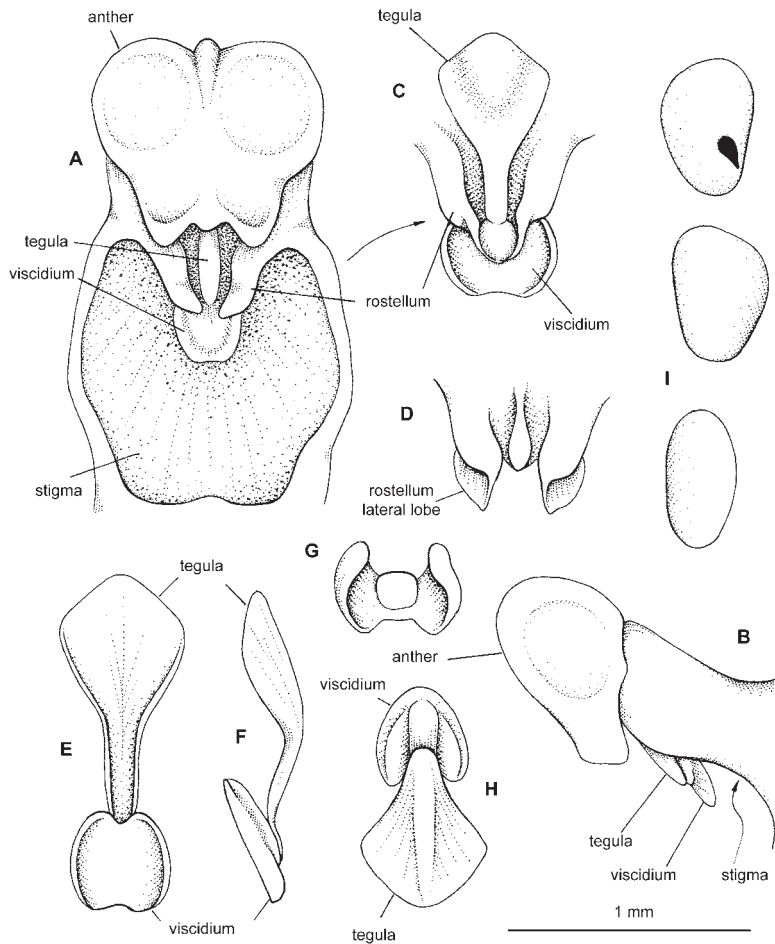 anther
A
tegula
viscidium
stigma
tegula
C
rostellum
viscidium
D
rostellum
lateral lobe
I
tegula
E
F
viscidium
G
viscidium
H
tegula
anther
B
tegula
viscidium
stigma
1 mm